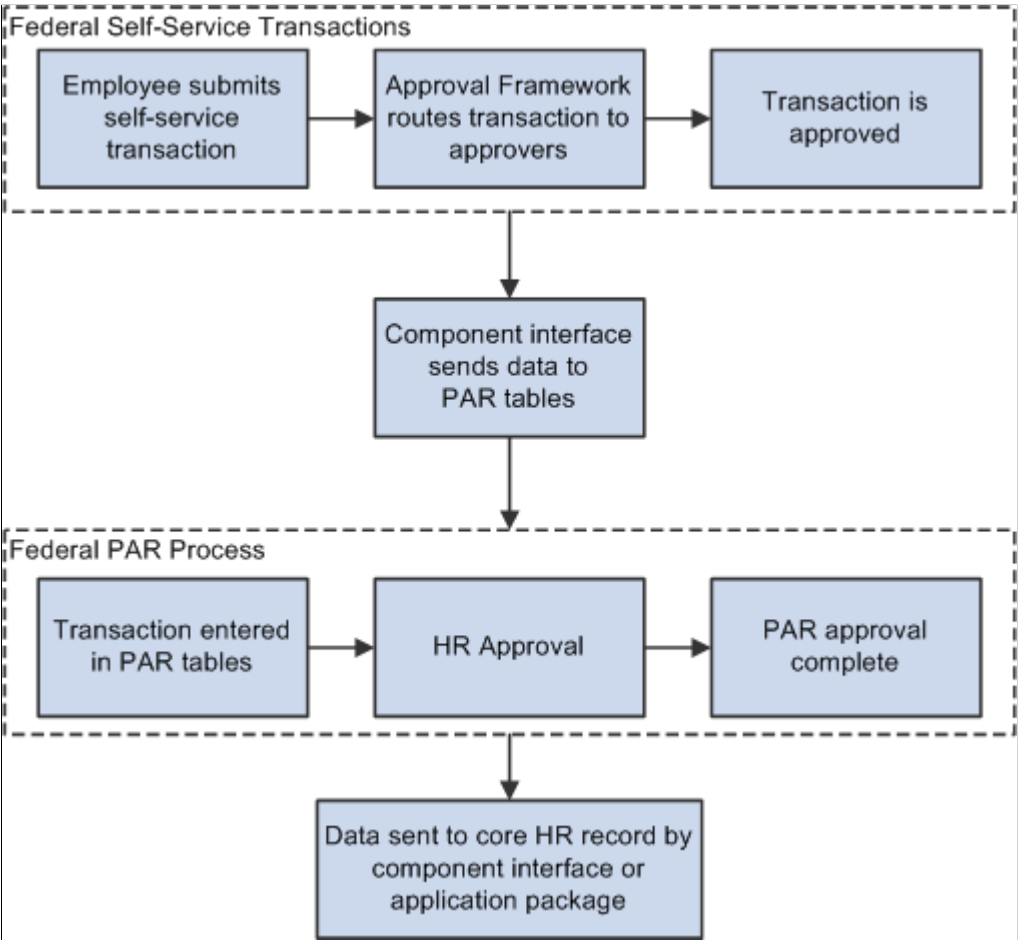 Federal Self-Service Transactions
Employee submits
self-service
transaction
Approval Framework
routes transaction to
approvers
Transaction is
approved
Component interface
sends data to
PAR tables
Federal PAR Process
Transaction entered
in PAR tables
HR Approval
PAR approval
complete
Data sent to core HR record by
component interface or
application package